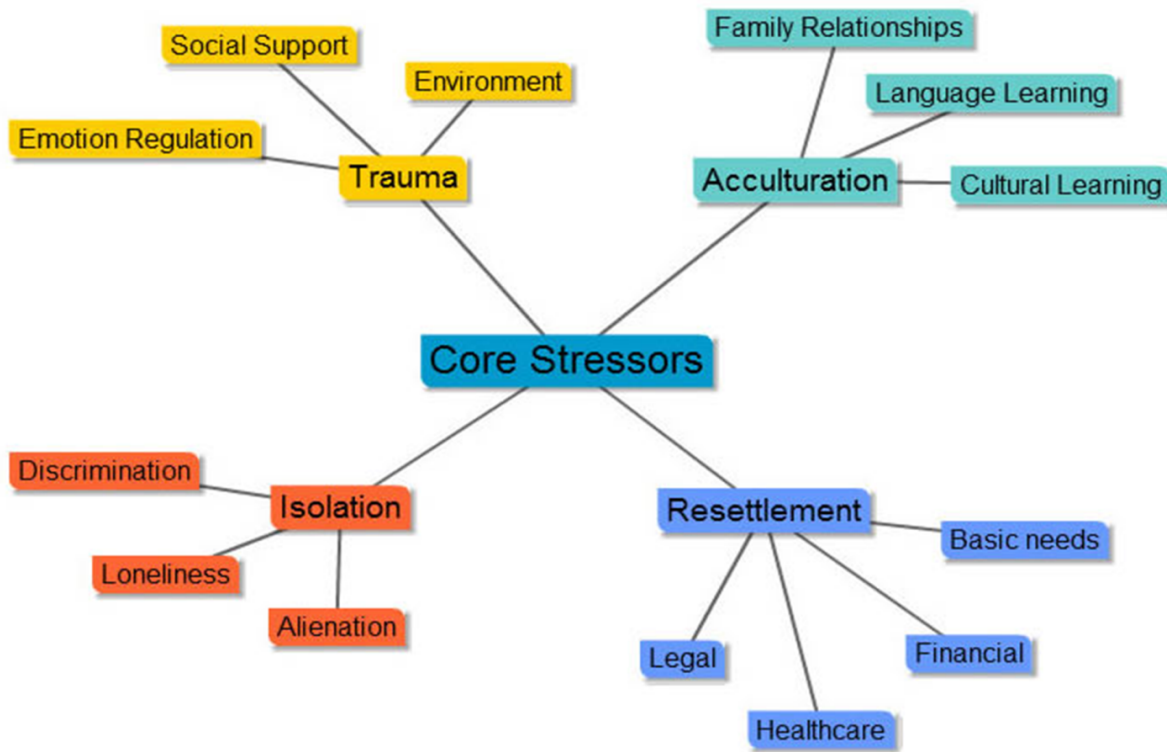 Social Support
Environment
Emotion Regulation
Trauma
Family Relationships
Language Learning
Acculturation
Cultural Learning
Core Stressors
Discrimination
Isolation
Loneliness
Alienation
Resettlement
Basic needs
Legal
Financial
Healthcare